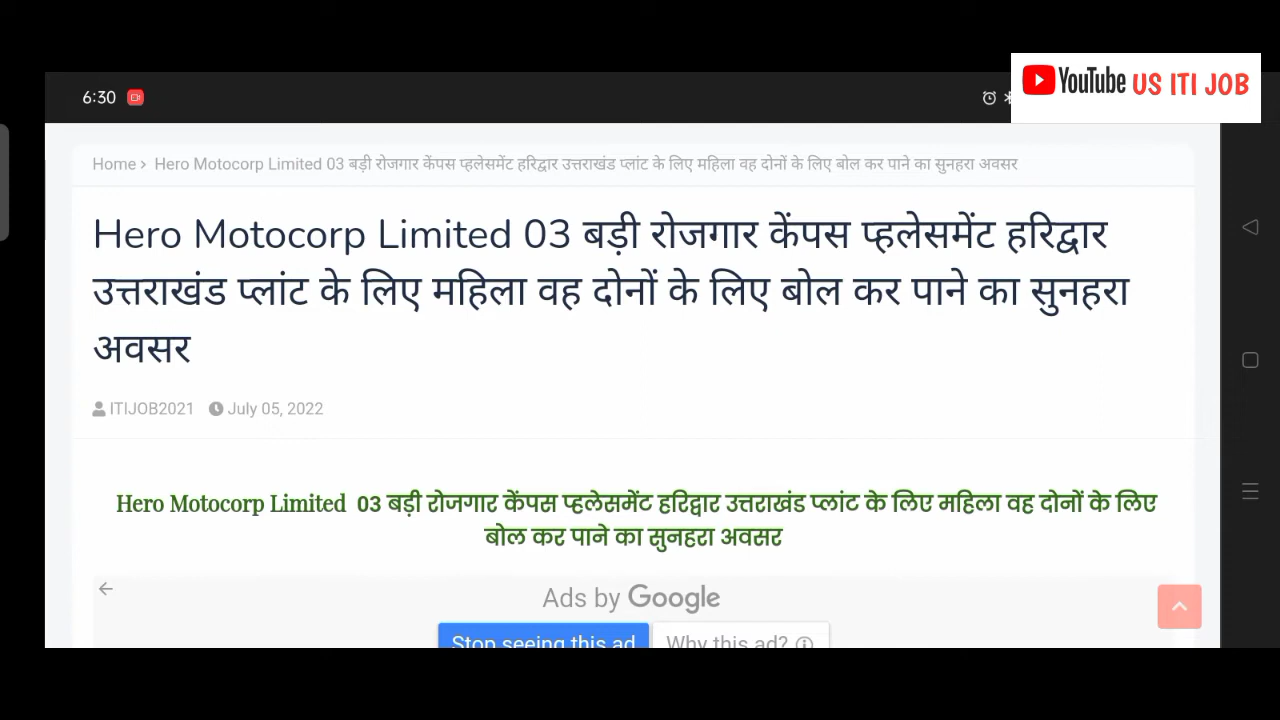 YouTube US ITI JOB
6:30
Home › Hero Motocorp Limited 03 बड़ी रोजगार केंपस प्हलेसमेंट हरिद्वार उत्तराखंड प्लांट के लिए महिला वह दोनों के लिए बोल कर पाने का सुनहरा अवसर
Hero Motocorp Limited 03 बड़ी रोजगार केंपस प्हलेसमेंट हरिद्वार
उत्तराखंड प्लांट के लिए महिला वह दोनों के लिए बोल कर पाने का सुनहरा
अवसर
ITIJOB2021 July 05, 2022
Hero Motocorp Limited 03 बड़ी रोजगार केंपस प्हलेसमेंट हरिद्वार उत्तराखंड प्लांट के लिए महिला वह दोनों के लिए
बोल कर पाने का सुनहरा अवसर
Ads by Google
Stop seeing this ad Why this ad?